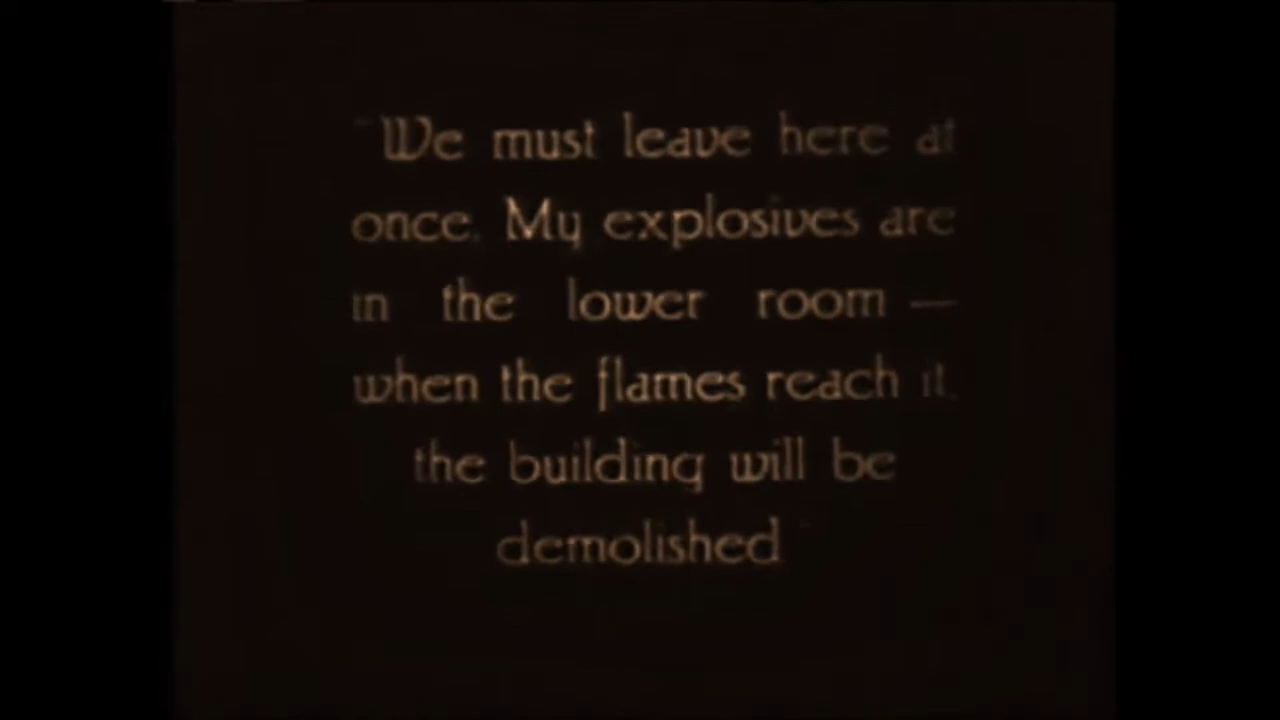 "We must leave here at
once. My explosives are
in the lower room —
when the flames reach it,
the building will be
demolished"